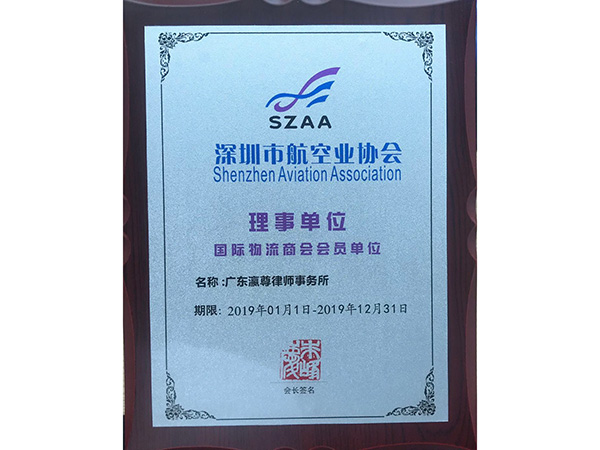 SZAA
深圳市航空业协会
Shenzhen Aviation Association
理事单位
国际物流商会会员单位
名称:广东瀛尊律师事务所
期限: 2019年01月1日-2019年12月31日
会长签名